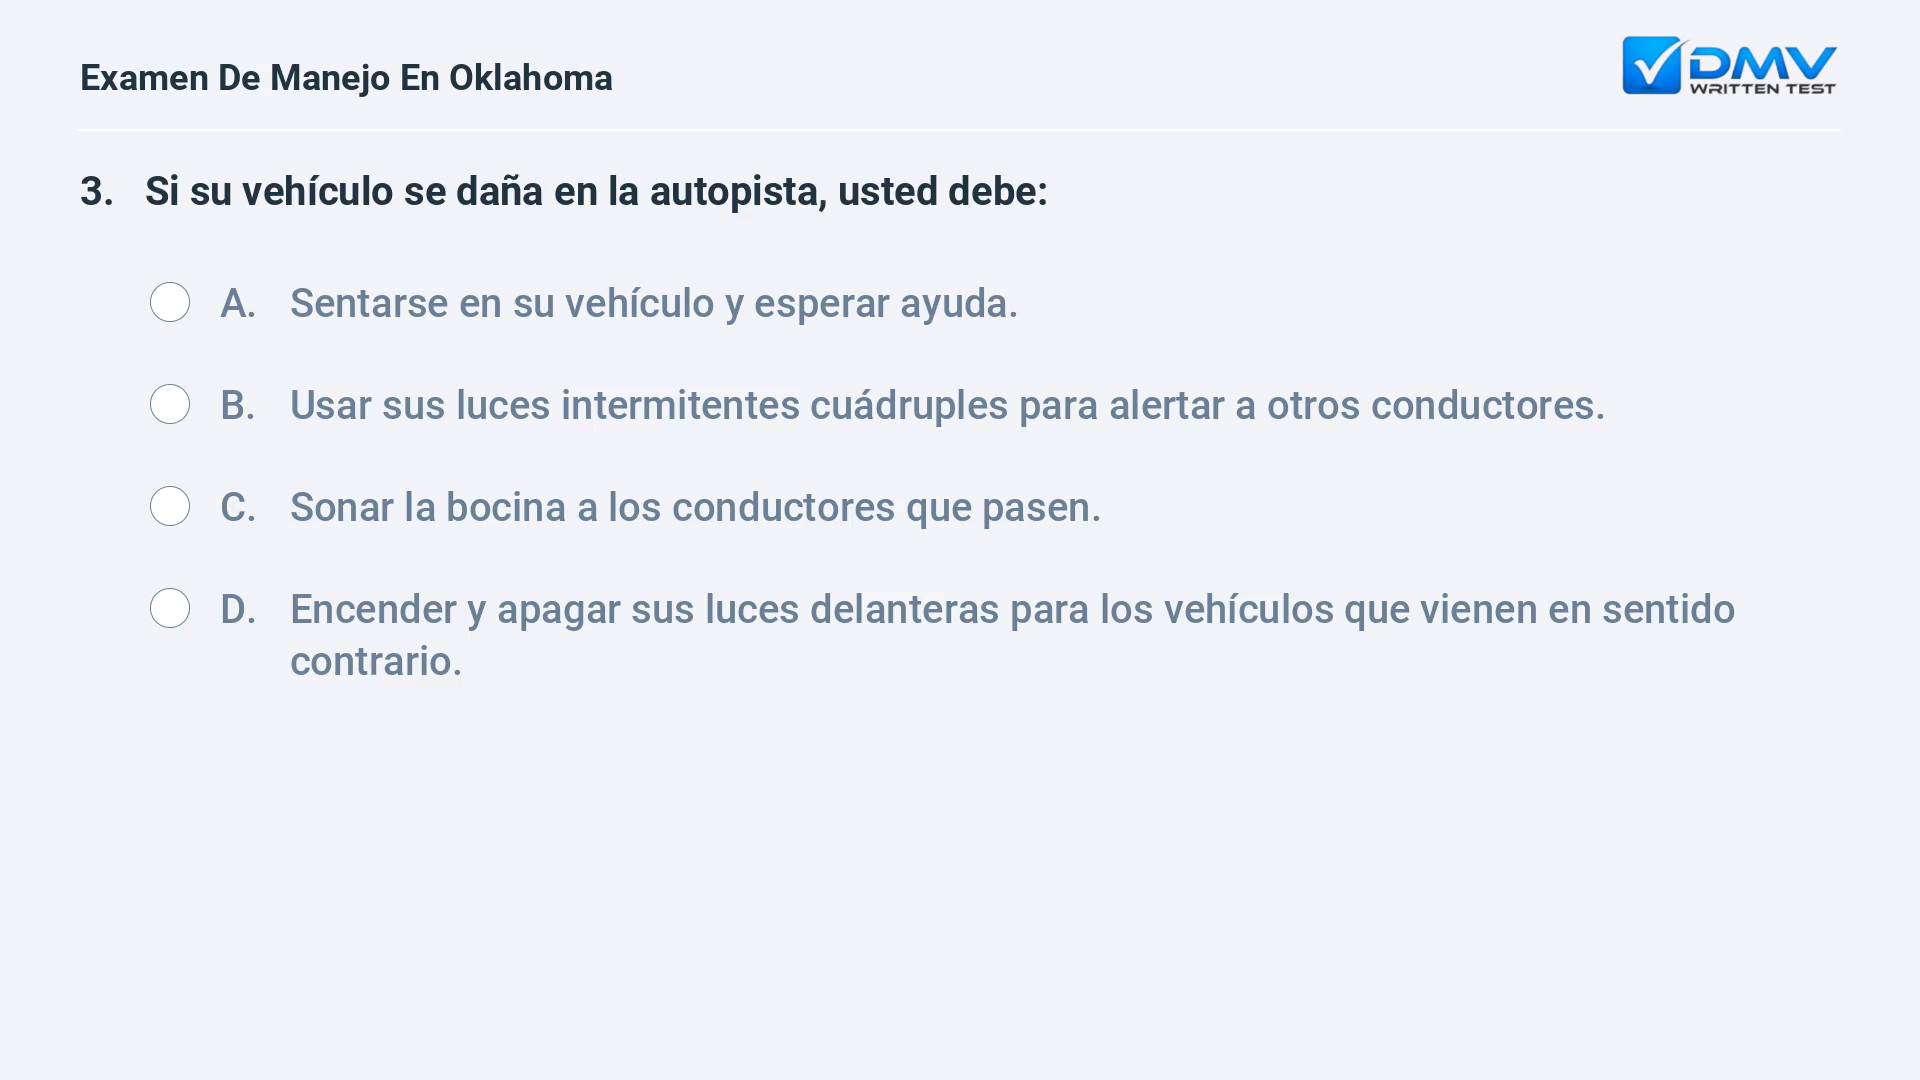 Examen De Manejo En Oklahoma
DMV
WRITTEN TEST
3. Si su vehículo se daña en la autopista, usted debe:
A. Sentarse en su vehículo y esperar ayuda.
B. Usar sus luces intermitentes cuádruples para alertar a otros conductores.
C. Sonar la bocina a los conductores que pasen.
D. Encender y apagar sus luces delanteras para los vehículos que vienen en sentido
contrario.